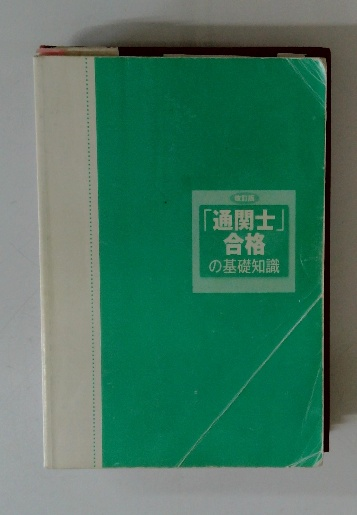 改訂版
「通関士」
合格
の基礎知識